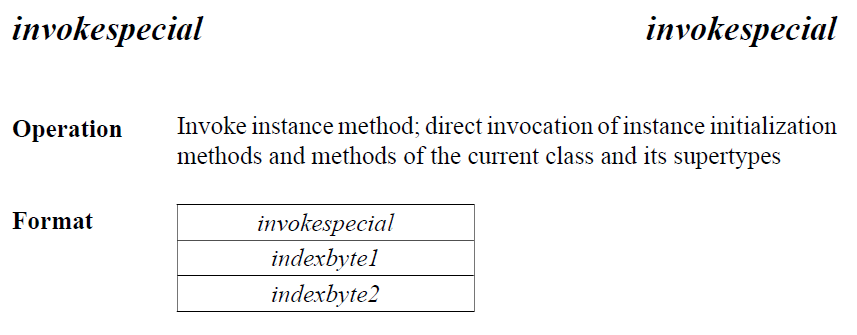 invokespecial invokespecial
Operation Invoke instance method; direct invocation of instance initialization
methods and methods of the current class and its supertypes
Format invokespecial
indexbyte1
indexbyte2